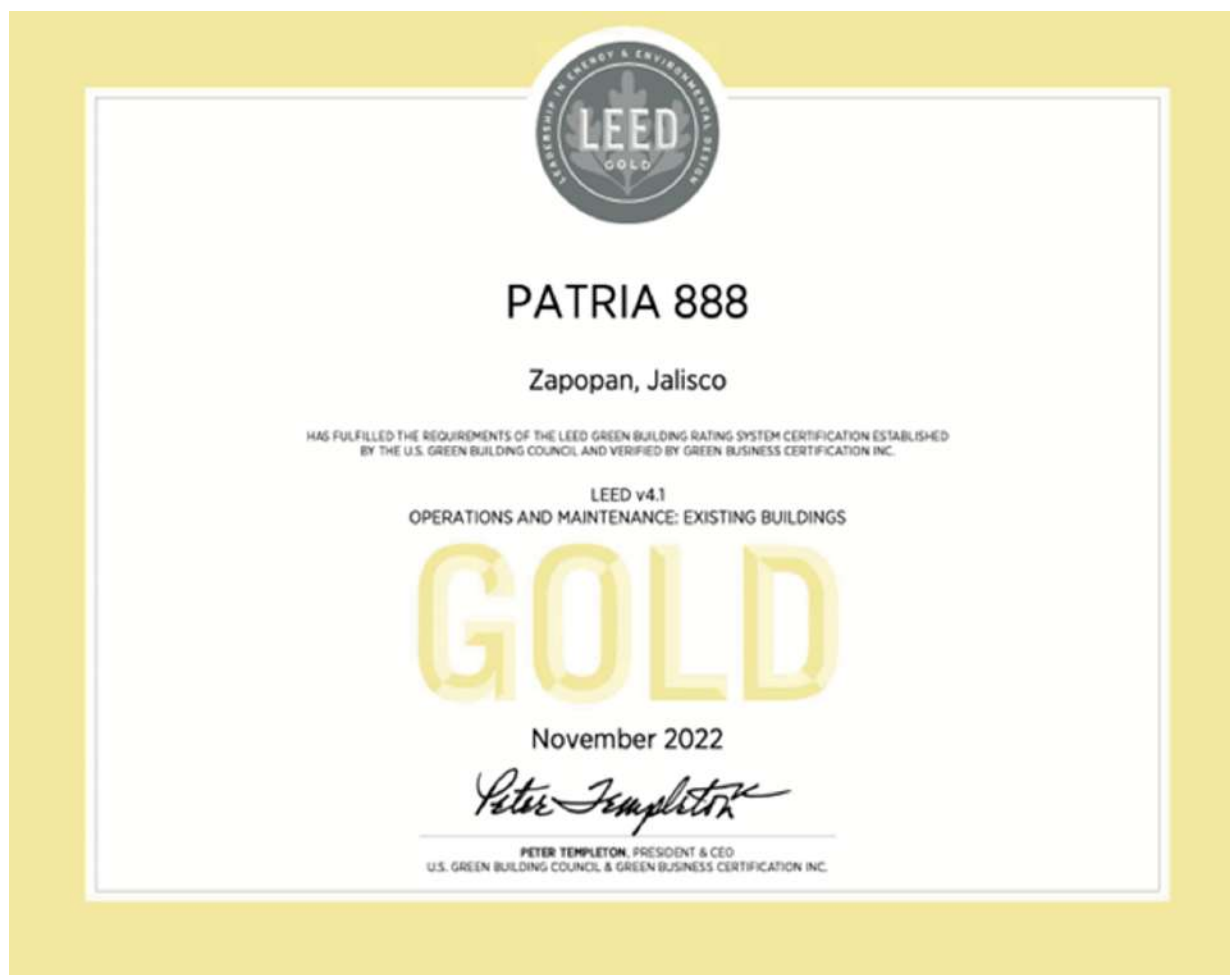 LEADERSHIP IN ENERGY & ENVIRONMENTAL DESIGN
LEED
GOLD
PATRIA 888
Zapopan, Jalisco
HAS FULFILLED THE REQUIREMENTS OF THE LEED GREEN BUILDING RATING SYSTEM CERTIFICATION ESTABLISHED
BY THE U.S. GREEN BUILDING COUNCIL AND VERIFIED BY GREEN BUSINESS CERTIFICATION INC.
LEED v4.1
OPERATIONS AND MAINTENANCE: EXISTING BUILDINGS
GOLD
November 2022
Peter Templeton
PETER TEMPLETON, PRESIDENT & CEO
U.S. GREEN BUILDING COUNCIL & GREEN BUSINESS CERTIFICATION INC.